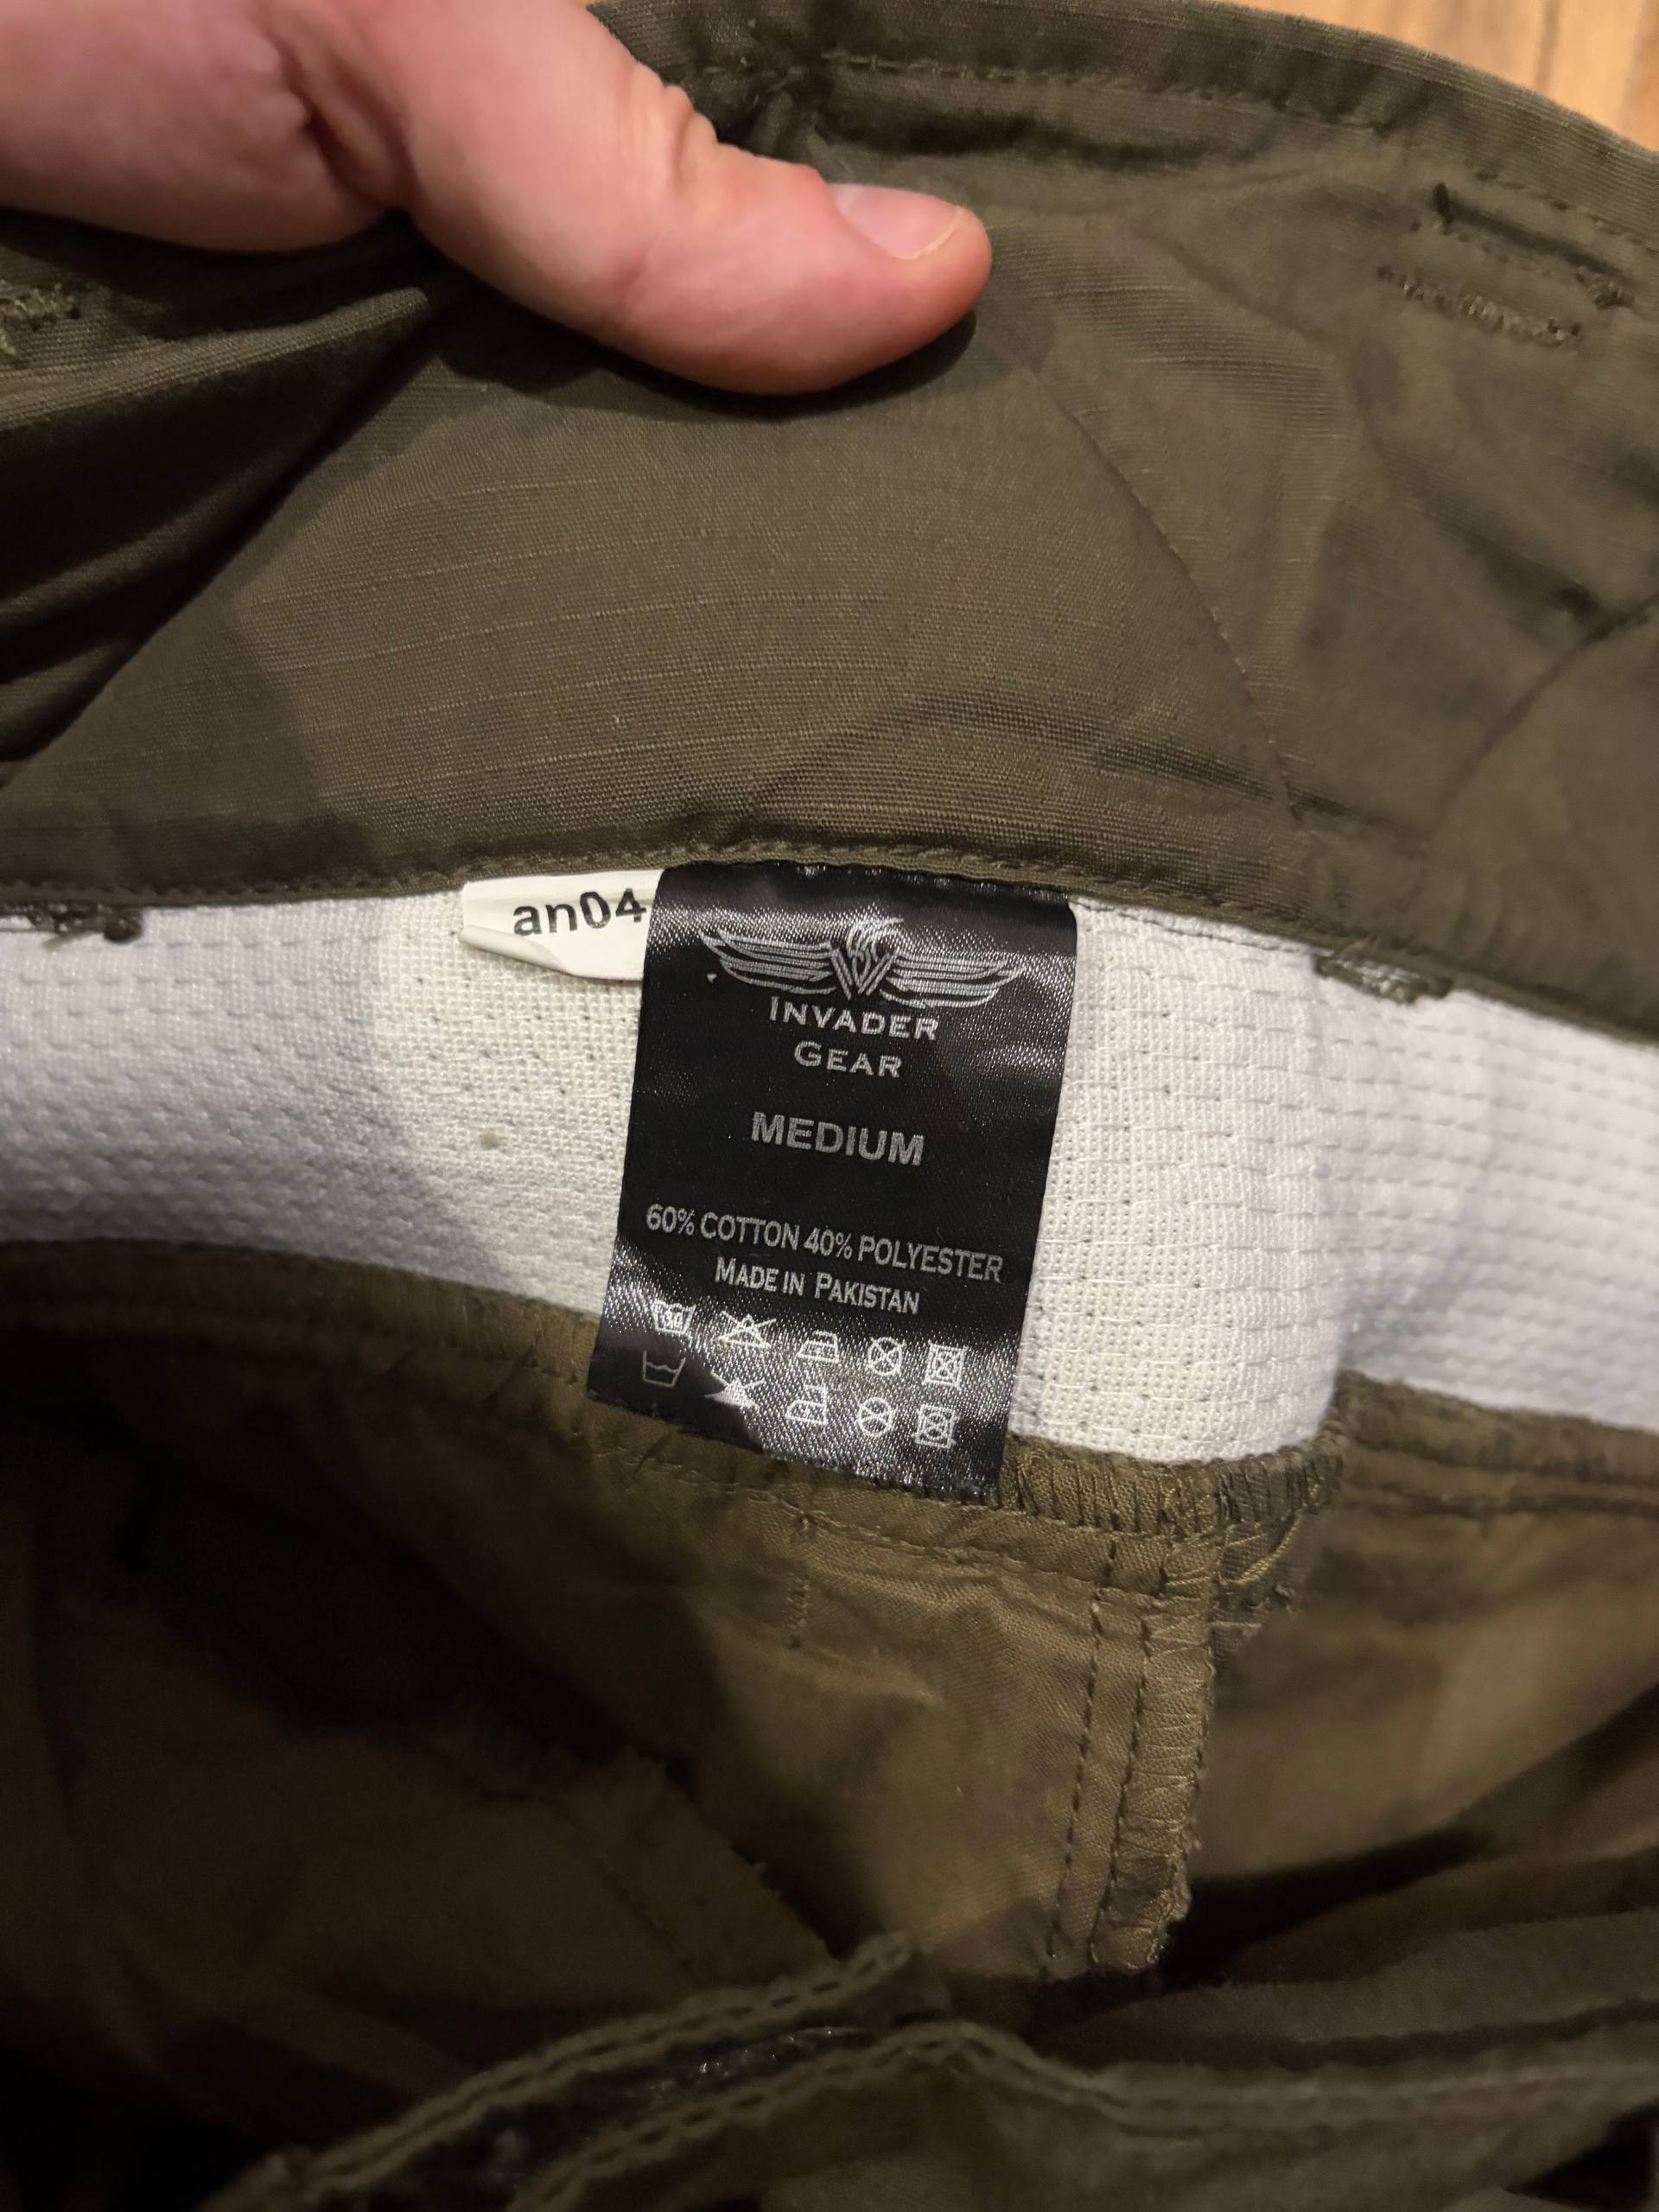 an04
INVADER
GEAR
MEDIUM
60% COTTON 40% POLYESTER
MADE IN PAKISTAN